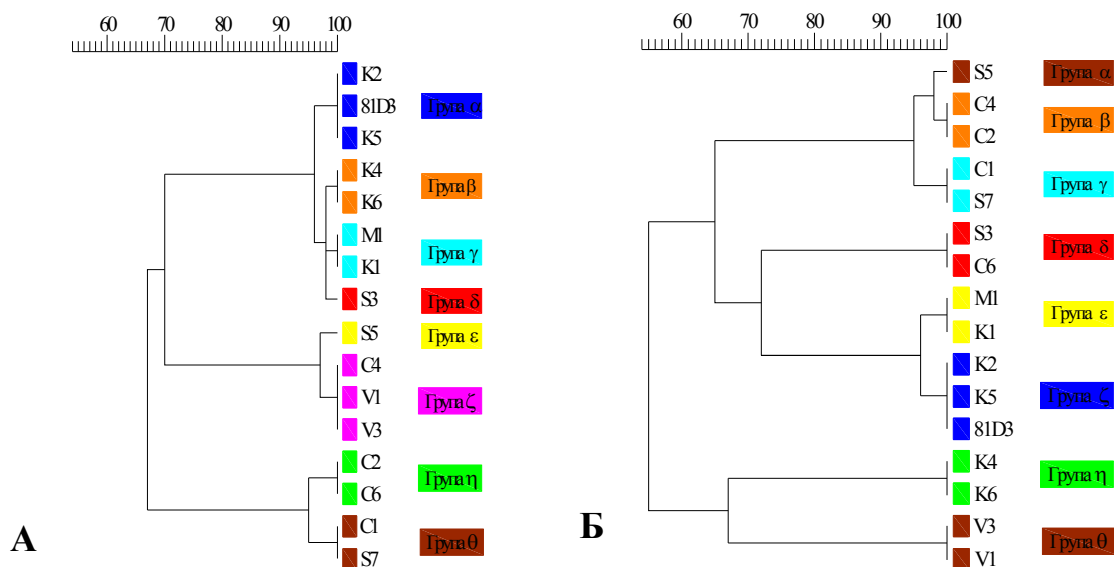 60 70 80 90 100
K2
81D3 Група α
K5
K4
Група β
K6
M1
Група γ
K1
S3 Група δ
S5 Група ε
C4
V1 Група ζ
V3
C2
Група η
C6
C1
Група θ
S7
А
60 70 80 90 100
S5 Група α
C4
Група β
C2
C1
Група γ
S7
S3
Група δ
C6
M1
Група ε
K1
K2
K5 Група ζ
81D3
K4
Група η
K6
V3
Група θ
V1
Б